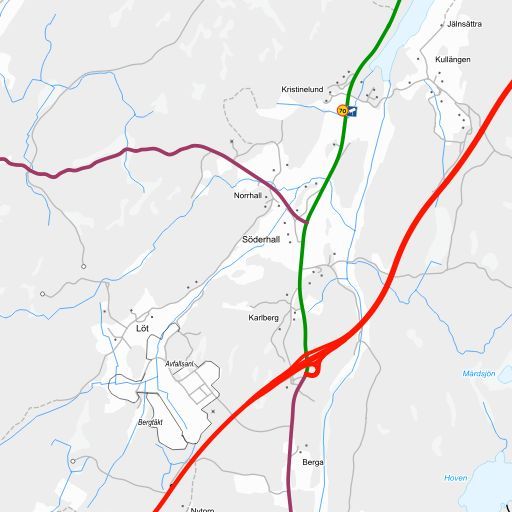 Jälnsättra
Kullängen
Kristinelund
70
Norrhall
Söderhall
Karlberg
Löt
Avfallsanl.
Mårdsjön
Bergtäkt
Berga
Hoven
Nytorp